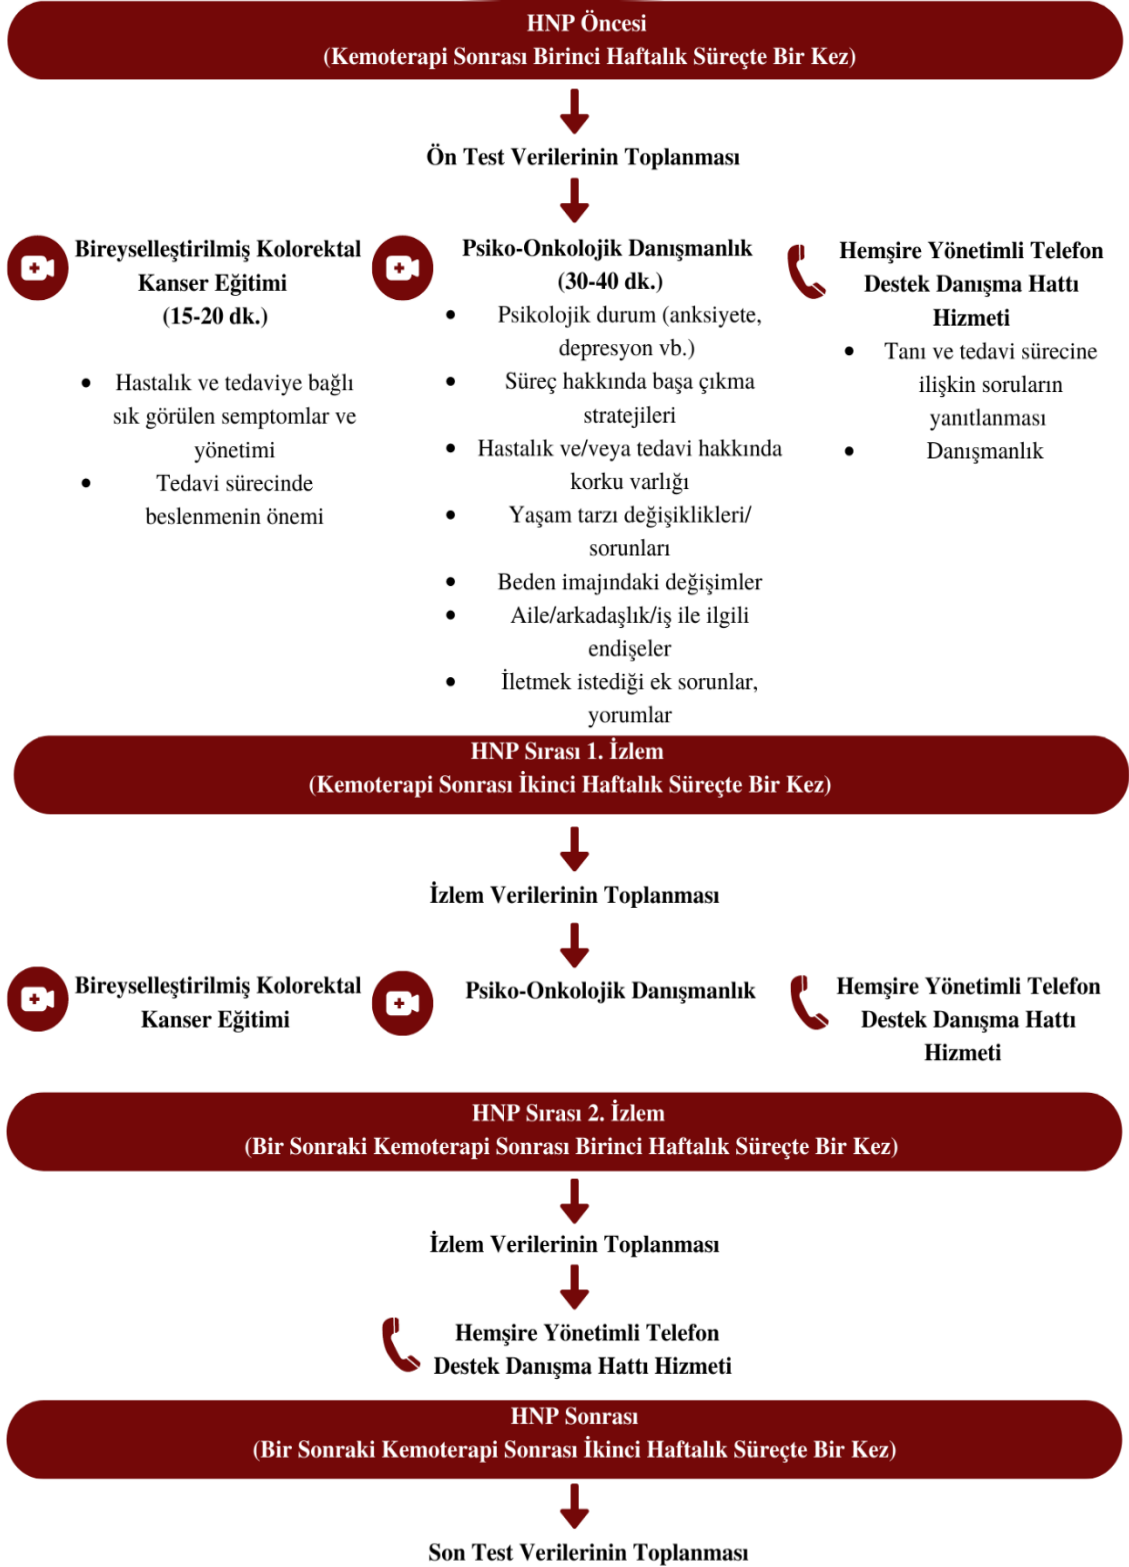 HNP Öncesi
(Kemoterapi Sonrası Birinci Haftalık Süreçte Bir Kez)
Ön Test Verilerinin Toplanması
Bireyselleştirilmiş Kolorektal
Kanser Eğitimi
(15-20 dk.)
• Hastalık ve tedaviye bağlı
sık görülen semptomlar ve
yönetimi
• Tedavi sürecinde
beslenmenin önemi
Psiko-Onkolojik Danışmanlık
(30-40 dk.)
• Psikolojik durum (anksiyete,
depresyon vb.)
• Süreç hakkında başa çıkma
stratejileri
• Hastalık ve/veya tedavi hakkında
korku varlığı
• Yaşam tarzı değişiklikleri/
sorunları
• Beden imajındaki değişimler
• Aile/arkadaşlık/iş ile ilgili
endişeler
• İletmek istediği ek sorunlar,
yorumlar
Hemşire Yönetimli Telefon
Destek Danışma Hattı
Hizmeti
• Tanı ve tedavi sürecine
ilişkin soruların
yanıtlanması
• Danışmanlık
HNP Sırası 1. İzlem
(Kemoterapi Sonrası İkinci Haftalık Süreçte Bir Kez)
İzlem Verilerinin Toplanması
Bireyselleştirilmiş Kolorektal
Kanser Eğitimi
Psiko-Onkolojik Danışmanlık
Hemşire Yönetimli Telefon
Destek Danışma Hattı
Hizmeti
HNP Sırası 2. İzlem
(Bir Sonraki Kemoterapi Sonrası Birinci Haftalık Süreçte Bir Kez)
İzlem Verilerinin Toplanması
Hemşire Yönetimli Telefon
Destek Danışma Hattı Hizmeti
HNP Sonrası
(Bir Sonraki Kemoterapi Sonrası İkinci Haftalık Süreçte Bir Kez)
Son Test Verilerinin Toplanması